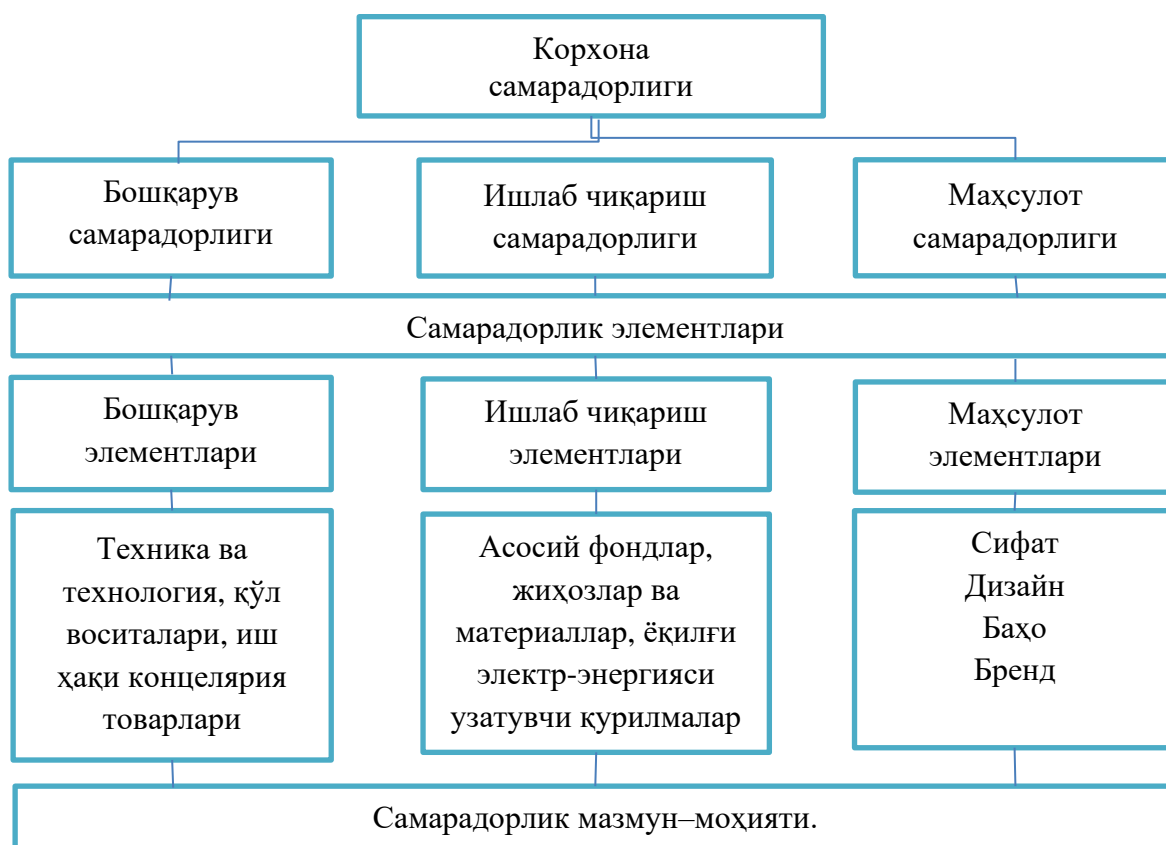 Корхона
самарадорлиги
Бошқарув
самарадорлиги
Ишлаб чиқариш
самарадорлиги
Маҳсулот
самарадорлиги
Самарадорлик элементлари
Бошқарув
элементлари
Ишлаб чиқариш
элементлари
Маҳсулот
элементлари
Техника ва
технология, қўл
воситалари, иш
ҳақи концелярия
товарлари
Асосий фондлар,
жиҳозлар ва
материаллар, ёқилғи
электр-энергияси
узатувчи қурилмалар
Сифат
Дизайн
Баҳо
Бренд
Самарадорлик мазмун–моҳияти.